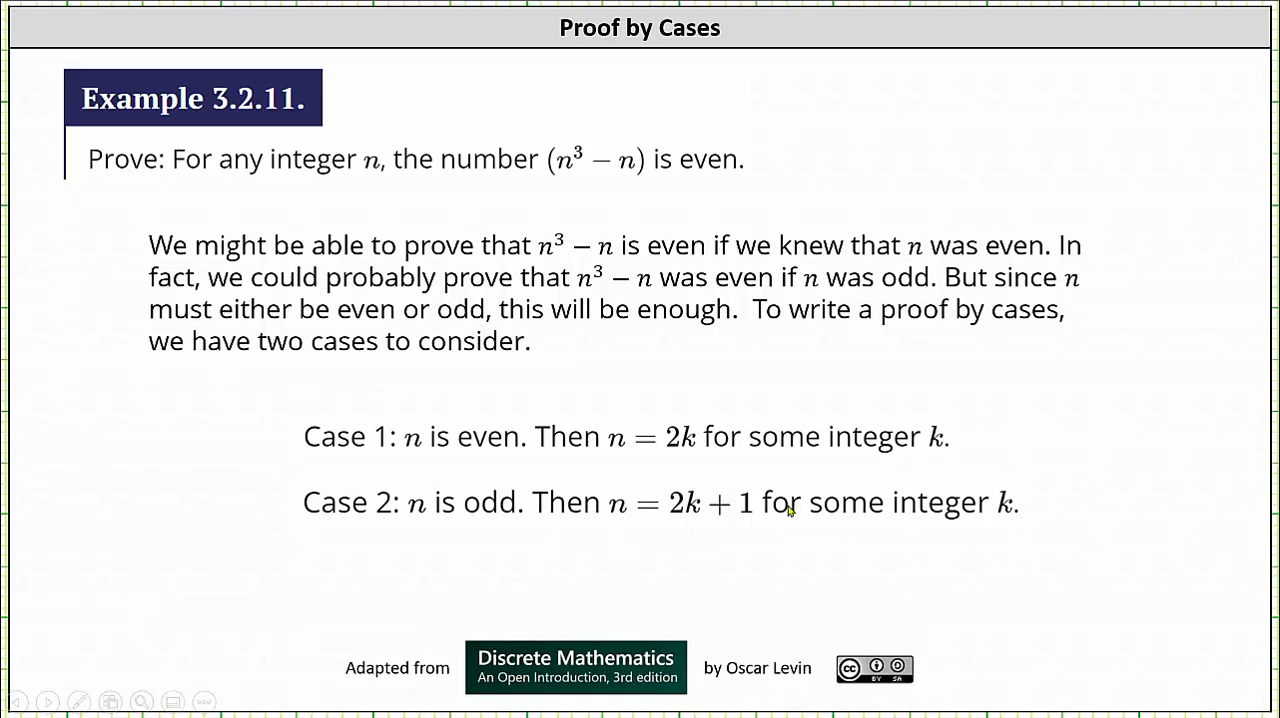 Proof by Cases
Example 3.2.11.
Prove: For any integer n, the number (n³ − n) is even.
We might be able to prove that n³ − n is even if we knew that n was even. In
fact, we could probably prove that n³ − n was even if n was odd. But since n
must either be even or odd, this will be enough. To write a proof by cases,
we have two cases to consider.
Case 1: n is even. Then n = 2k for some integer k.
Case 2: n is odd. Then n = 2k + 1 for some integer k.
Adapted from
Discrete Mathematics
An Open Introduction, 3rd edition
by Oscar Levin
cc
BY SA